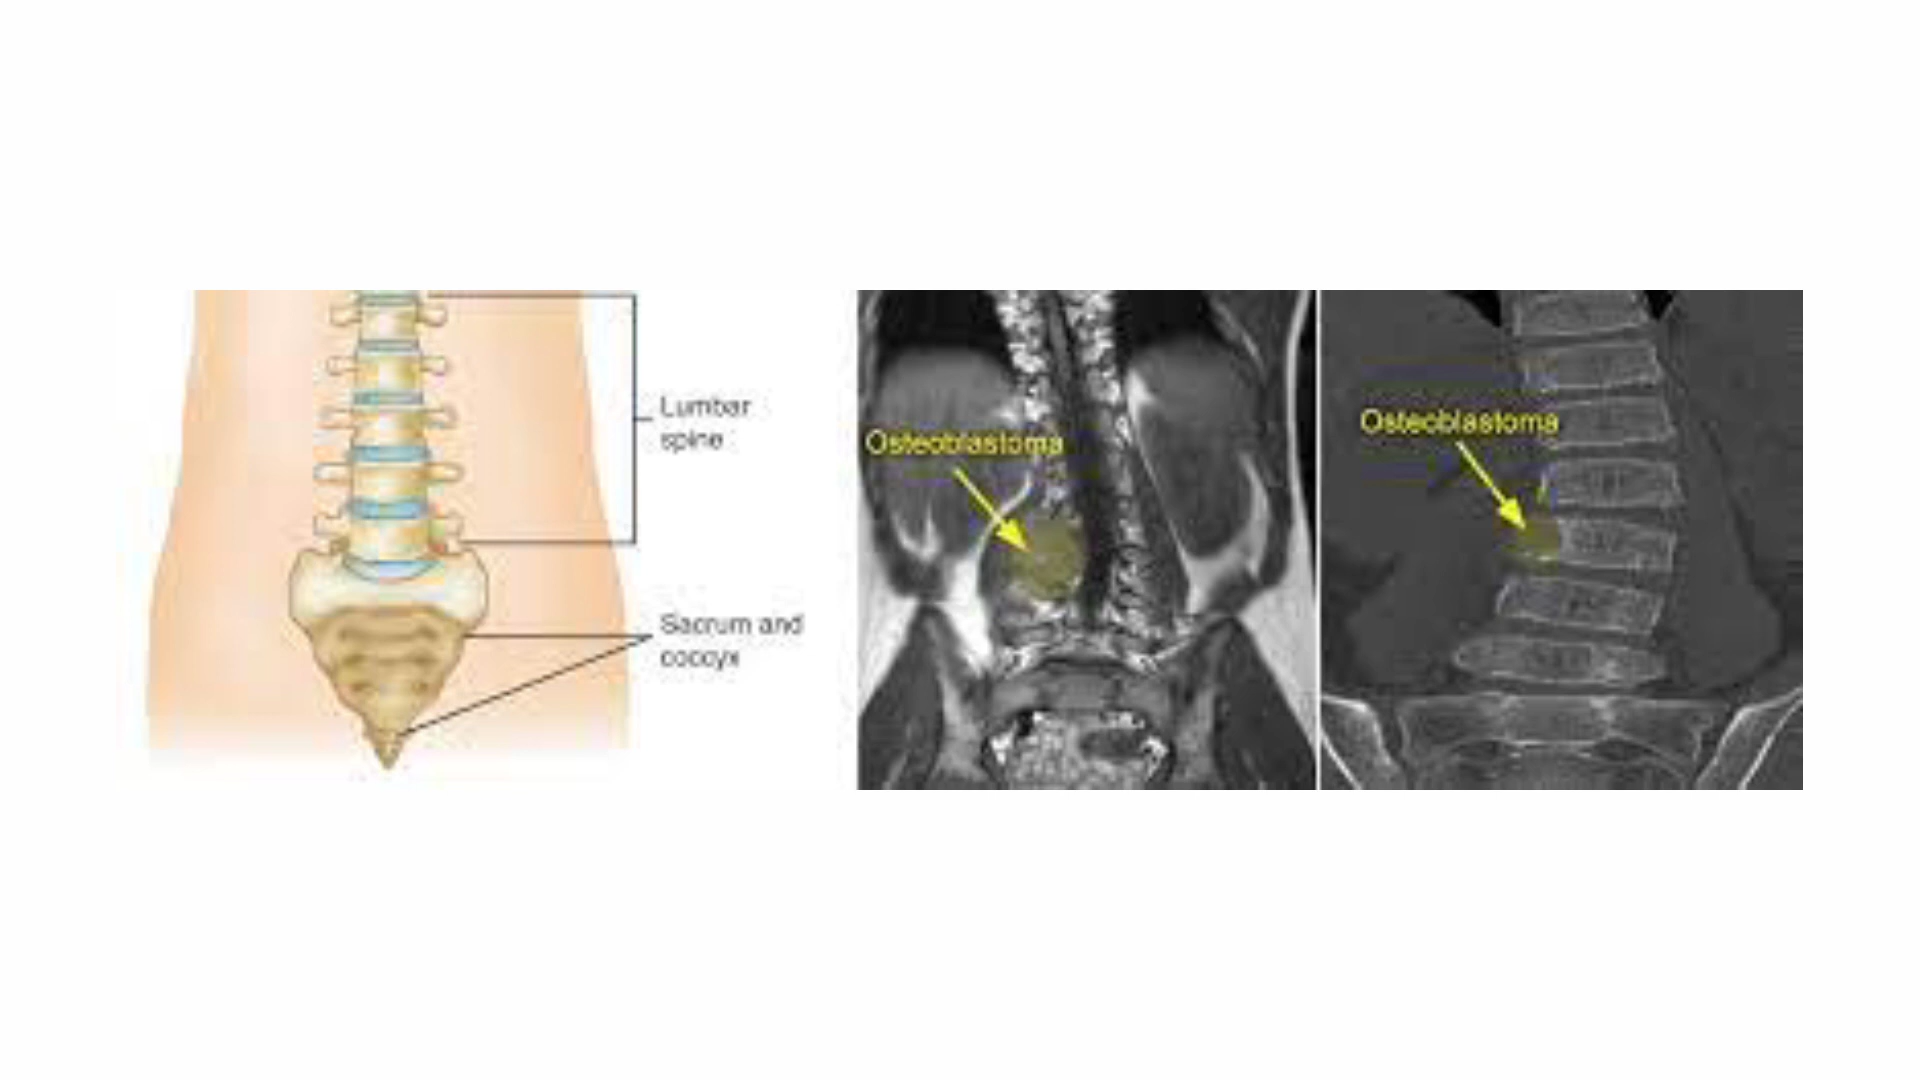 Lumbar
spine
Sacrum and
coccyx
Osteoblastoma
Osteoblastoma